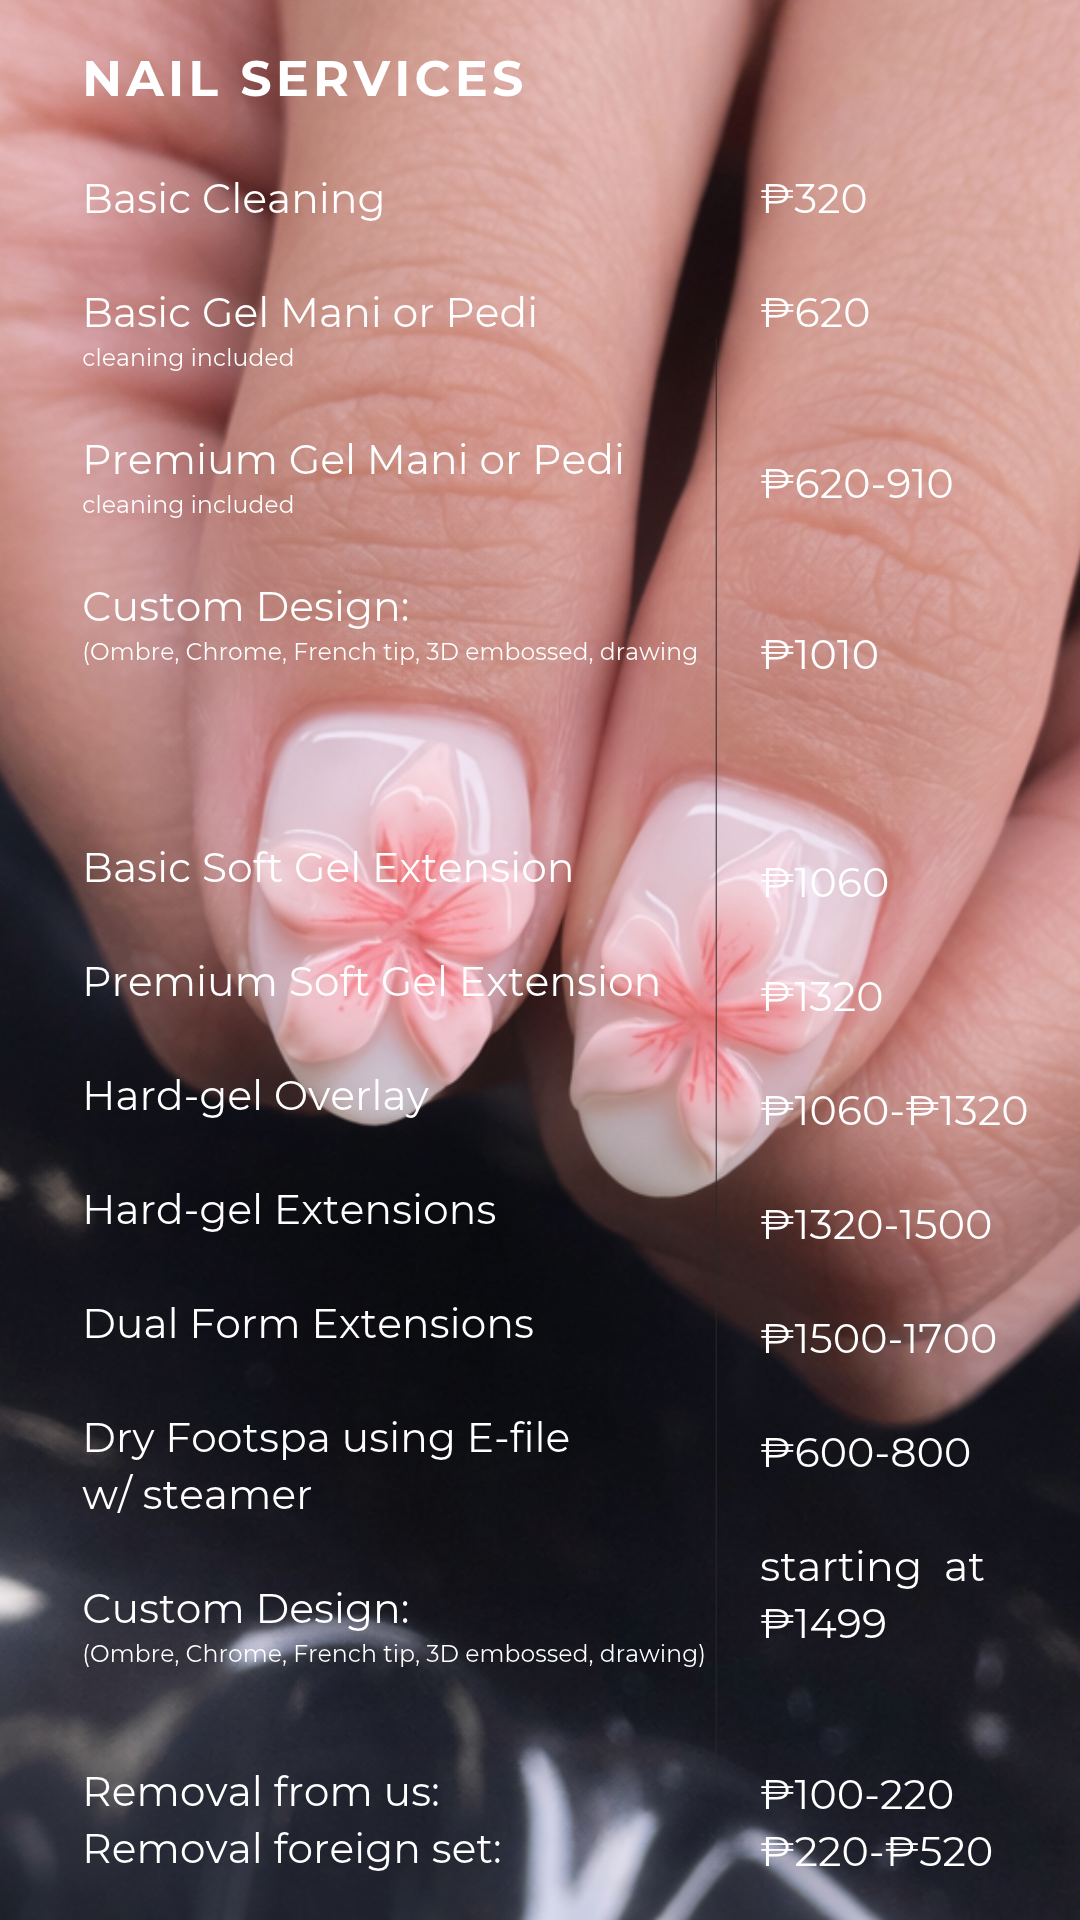 NAIL SERVICES
Basic Cleaning ₱320
Basic Gel Mani or Pedi ₱620
cleaning included
Premium Gel Mani or Pedi ₱620-910
cleaning included
Custom Design: ₱1010
(Ombre, Chrome, French tip, 3D embossed, drawing
Basic Soft Gel Extension ₱1060
Premium Soft Gel Extension ₱1320
Hard-gel Overlay ₱1060-₱1320
Hard-gel Extensions ₱1320-1500
Dual Form Extensions ₱1500-1700
Dry Footspa using E-file ₱600-800
w/ steamer
starting at
Custom Design: ₱1499
(Ombre, Chrome, French tip, 3D embossed, drawing)
Removal from us: ₱100-220
Removal foreign set: ₱220-₱520